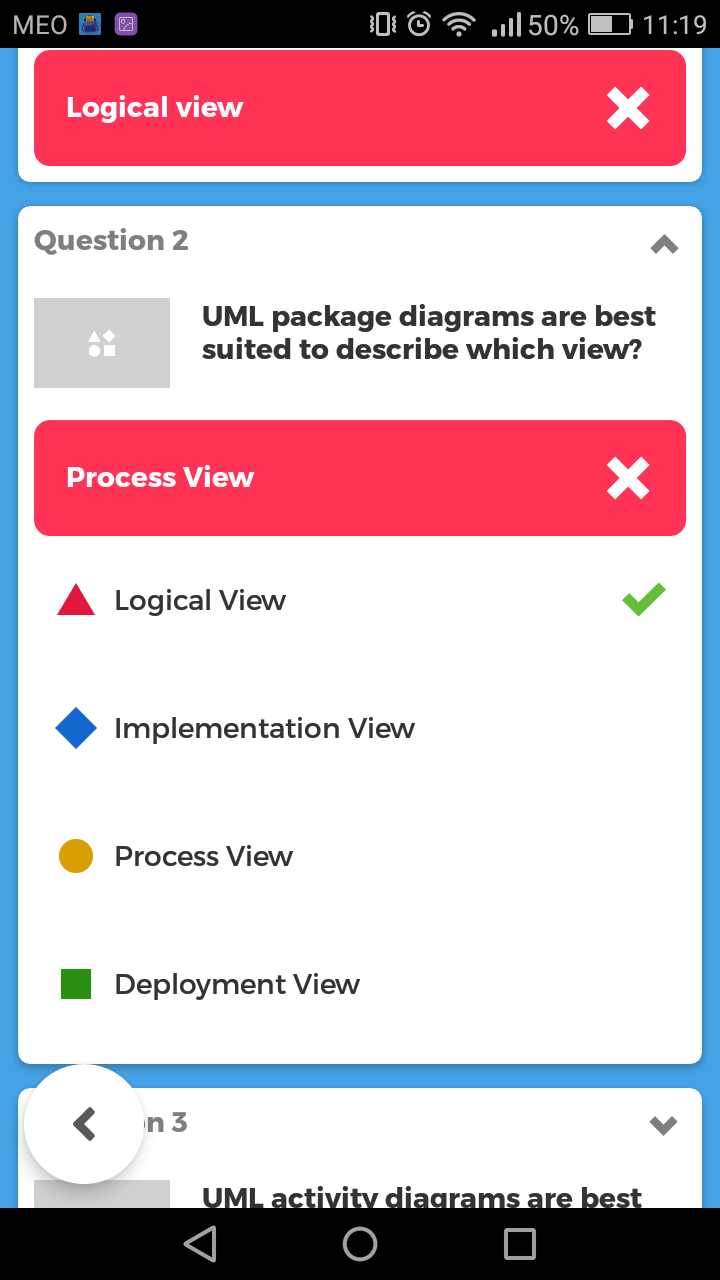 MEO 50% 11:19
Logical view
Question 2
UML package diagrams are best
suited to describe which view?
Process View
Logical View
Implementation View
Process View
Deployment View
n 3
UML activity diagrams are best